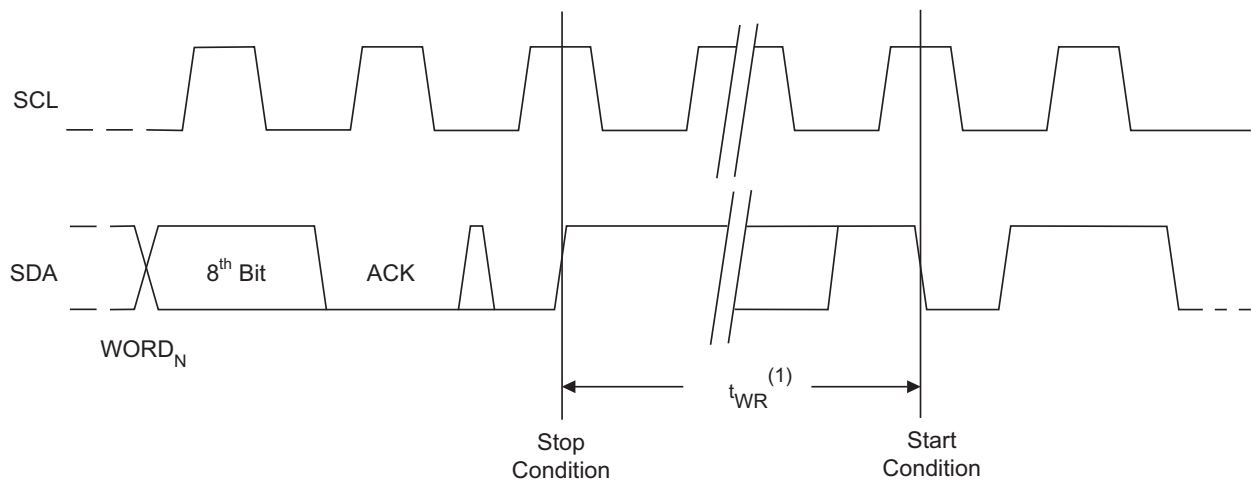 SCL
SDA
8th Bit
ACK
WORDN
tWR(1)
Stop
Condition
Start
Condition